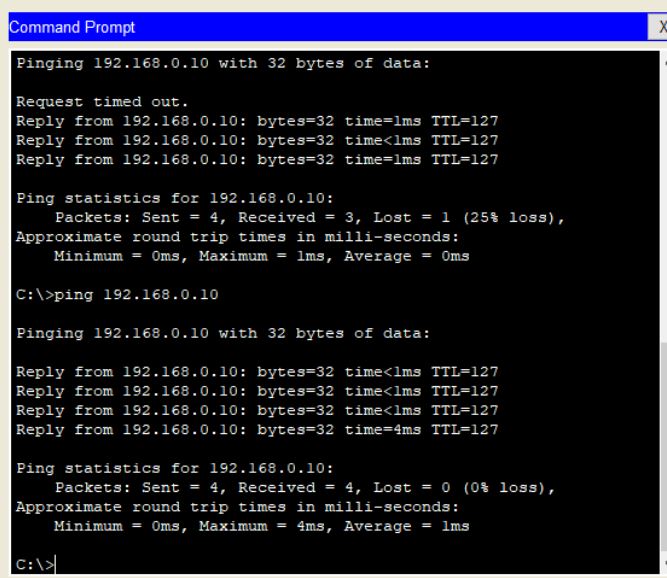 Command Prompt
X
Pinging 192.168.0.10 with 32 bytes of data:
Request timed out.
Reply from 192.168.0.10: bytes=32 time=1ms TTL=127
Reply from 192.168.0.10: bytes=32 time<1ms TTL=127
Reply from 192.168.0.10: bytes=32 time=1ms TTL=127
Ping statistics for 192.168.0.10:
Packets: Sent = 4, Received = 3, Lost = 1 (25% loss),
Approximate round trip times in milli-seconds:
Minimum = 0ms, Maximum = 1ms, Average = 0ms
C:\>ping 192.168.0.10
Pinging 192.168.0.10 with 32 bytes of data:
Reply from 192.168.0.10: bytes=32 time<1ms TTL=127
Reply from 192.168.0.10: bytes=32 time<1ms TTL=127
Reply from 192.168.0.10: bytes=32 time<1ms TTL=127
Reply from 192.168.0.10: bytes=32 time=4ms TTL=127
Ping statistics for 192.168.0.10:
Packets: Sent = 4, Received = 4, Lost = 0 (0% loss),
Approximate round trip times in milli-seconds:
Minimum = 0ms, Maximum = 4ms, Average = 1ms
C:\>